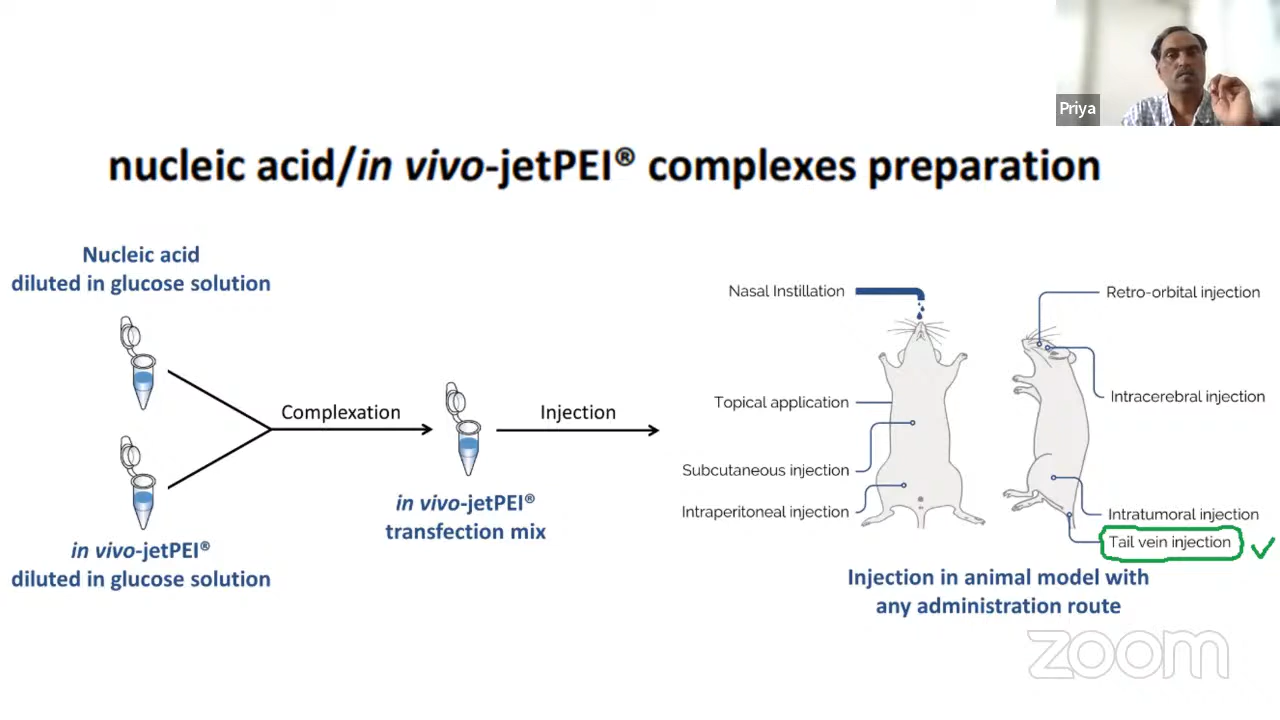 Priya
nucleic acid/in vivo-jetPEI® complexes preparation
Nucleic acid
diluted in glucose solution
in vivo-jetPEI®
diluted in glucose solution
Complexation
in vivo-jetPEI®
transfection mix
Injection
Nasal Instillation
Topical application
Subcutaneous injection
Intraperitoneal injection
Retro-orbital injection
Intracerebral injection
Intratumoral injection
Tail vein injection
Injection in animal model with
any administration route
zoom